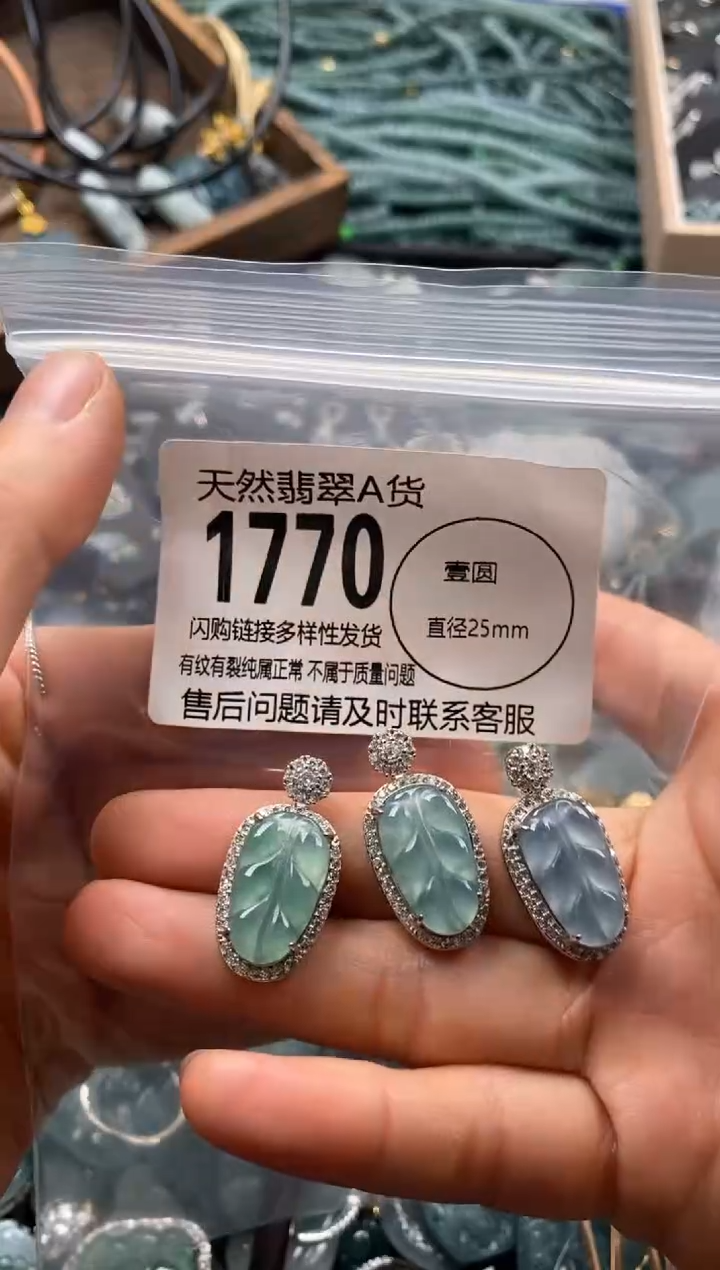 天然翡翠A货
1770
壹圆
直径25mm
闪购链接多样性发货
有纹有裂纯属正常 不属于质量问题
售后问题请及时联系客服